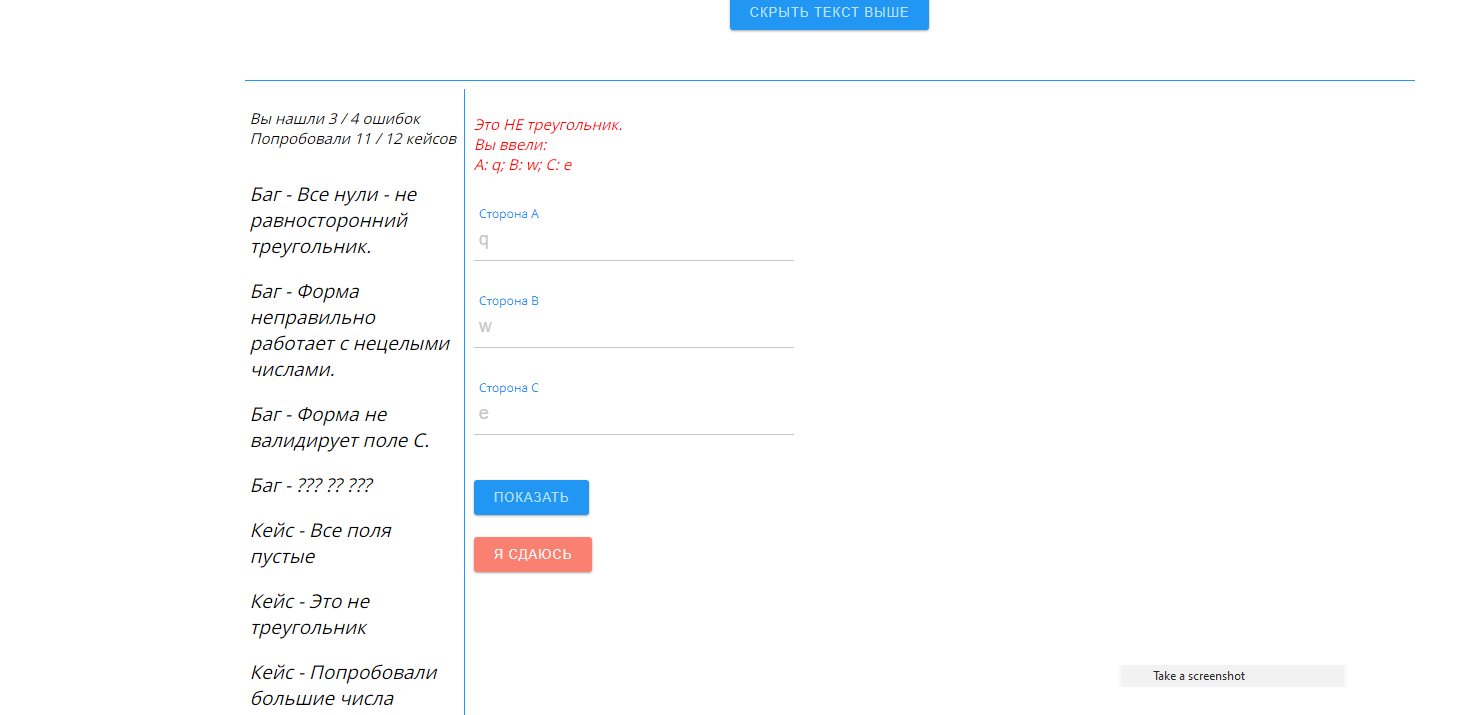 СКРЫТЬ ТЕКСТ ВЫШЕ
Вы нашли 3 / 4 ошибок
Попробовали 11 / 12 кейсов
Баг - Все нули - не
равносторонний
треугольник.
Баг - Форма
неправильно
работает с нецелыми
числами.
Баг - Форма не
валидирует поле C.
Баг - ??? ?? ???
Кейс - Все поля
пустые
Кейс - Это не
треугольник
Кейс - Попробовали
большие числа
Это НЕ треугольник.
Вы ввели:
A: q; B: w; C: e
Сторона A
q
Сторона B
w
Сторона C
e
ПОКАЗАТЬ
Я СДАЮСЬ
Take a screenshot